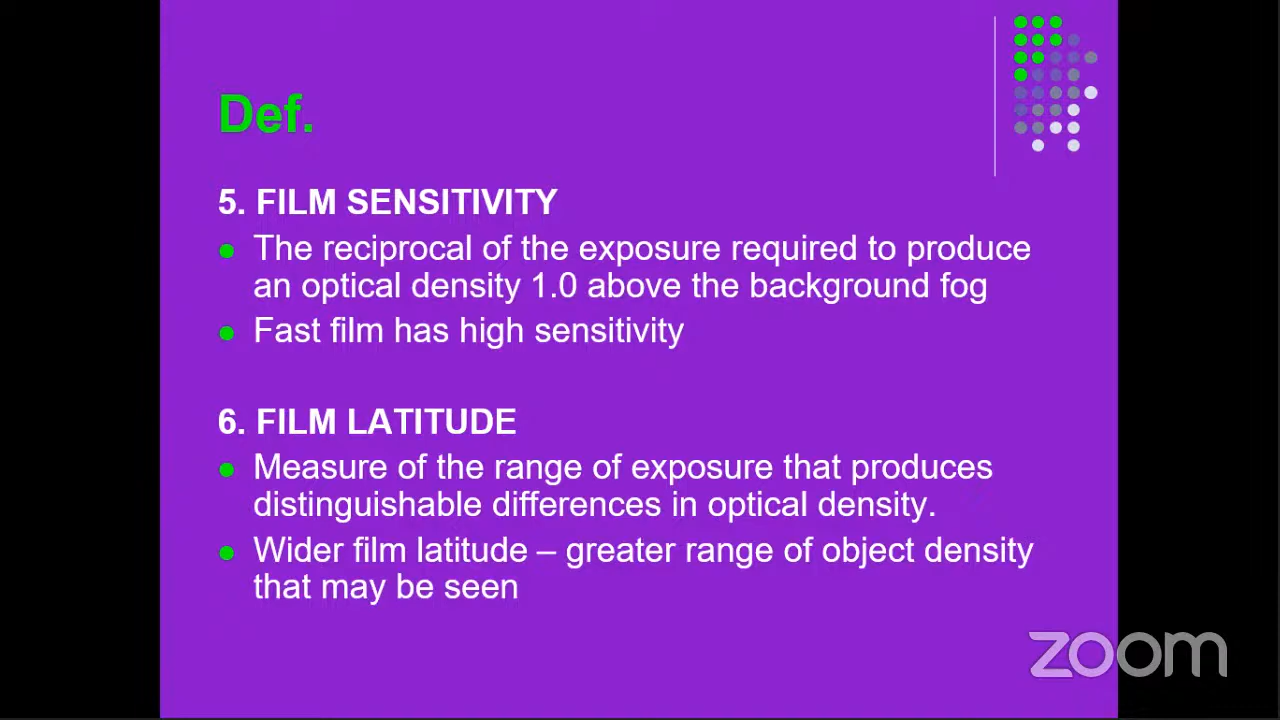 Def.
5. FILM SENSITIVITY
The reciprocal of the exposure required to produce
an optical density 1.0 above the background fog
Fast film has high sensitivity
6. FILM LATITUDE
Measure of the range of exposure that produces
distinguishable differences in optical density.
Wider film latitude – greater range of object density
that may be seen
zoom